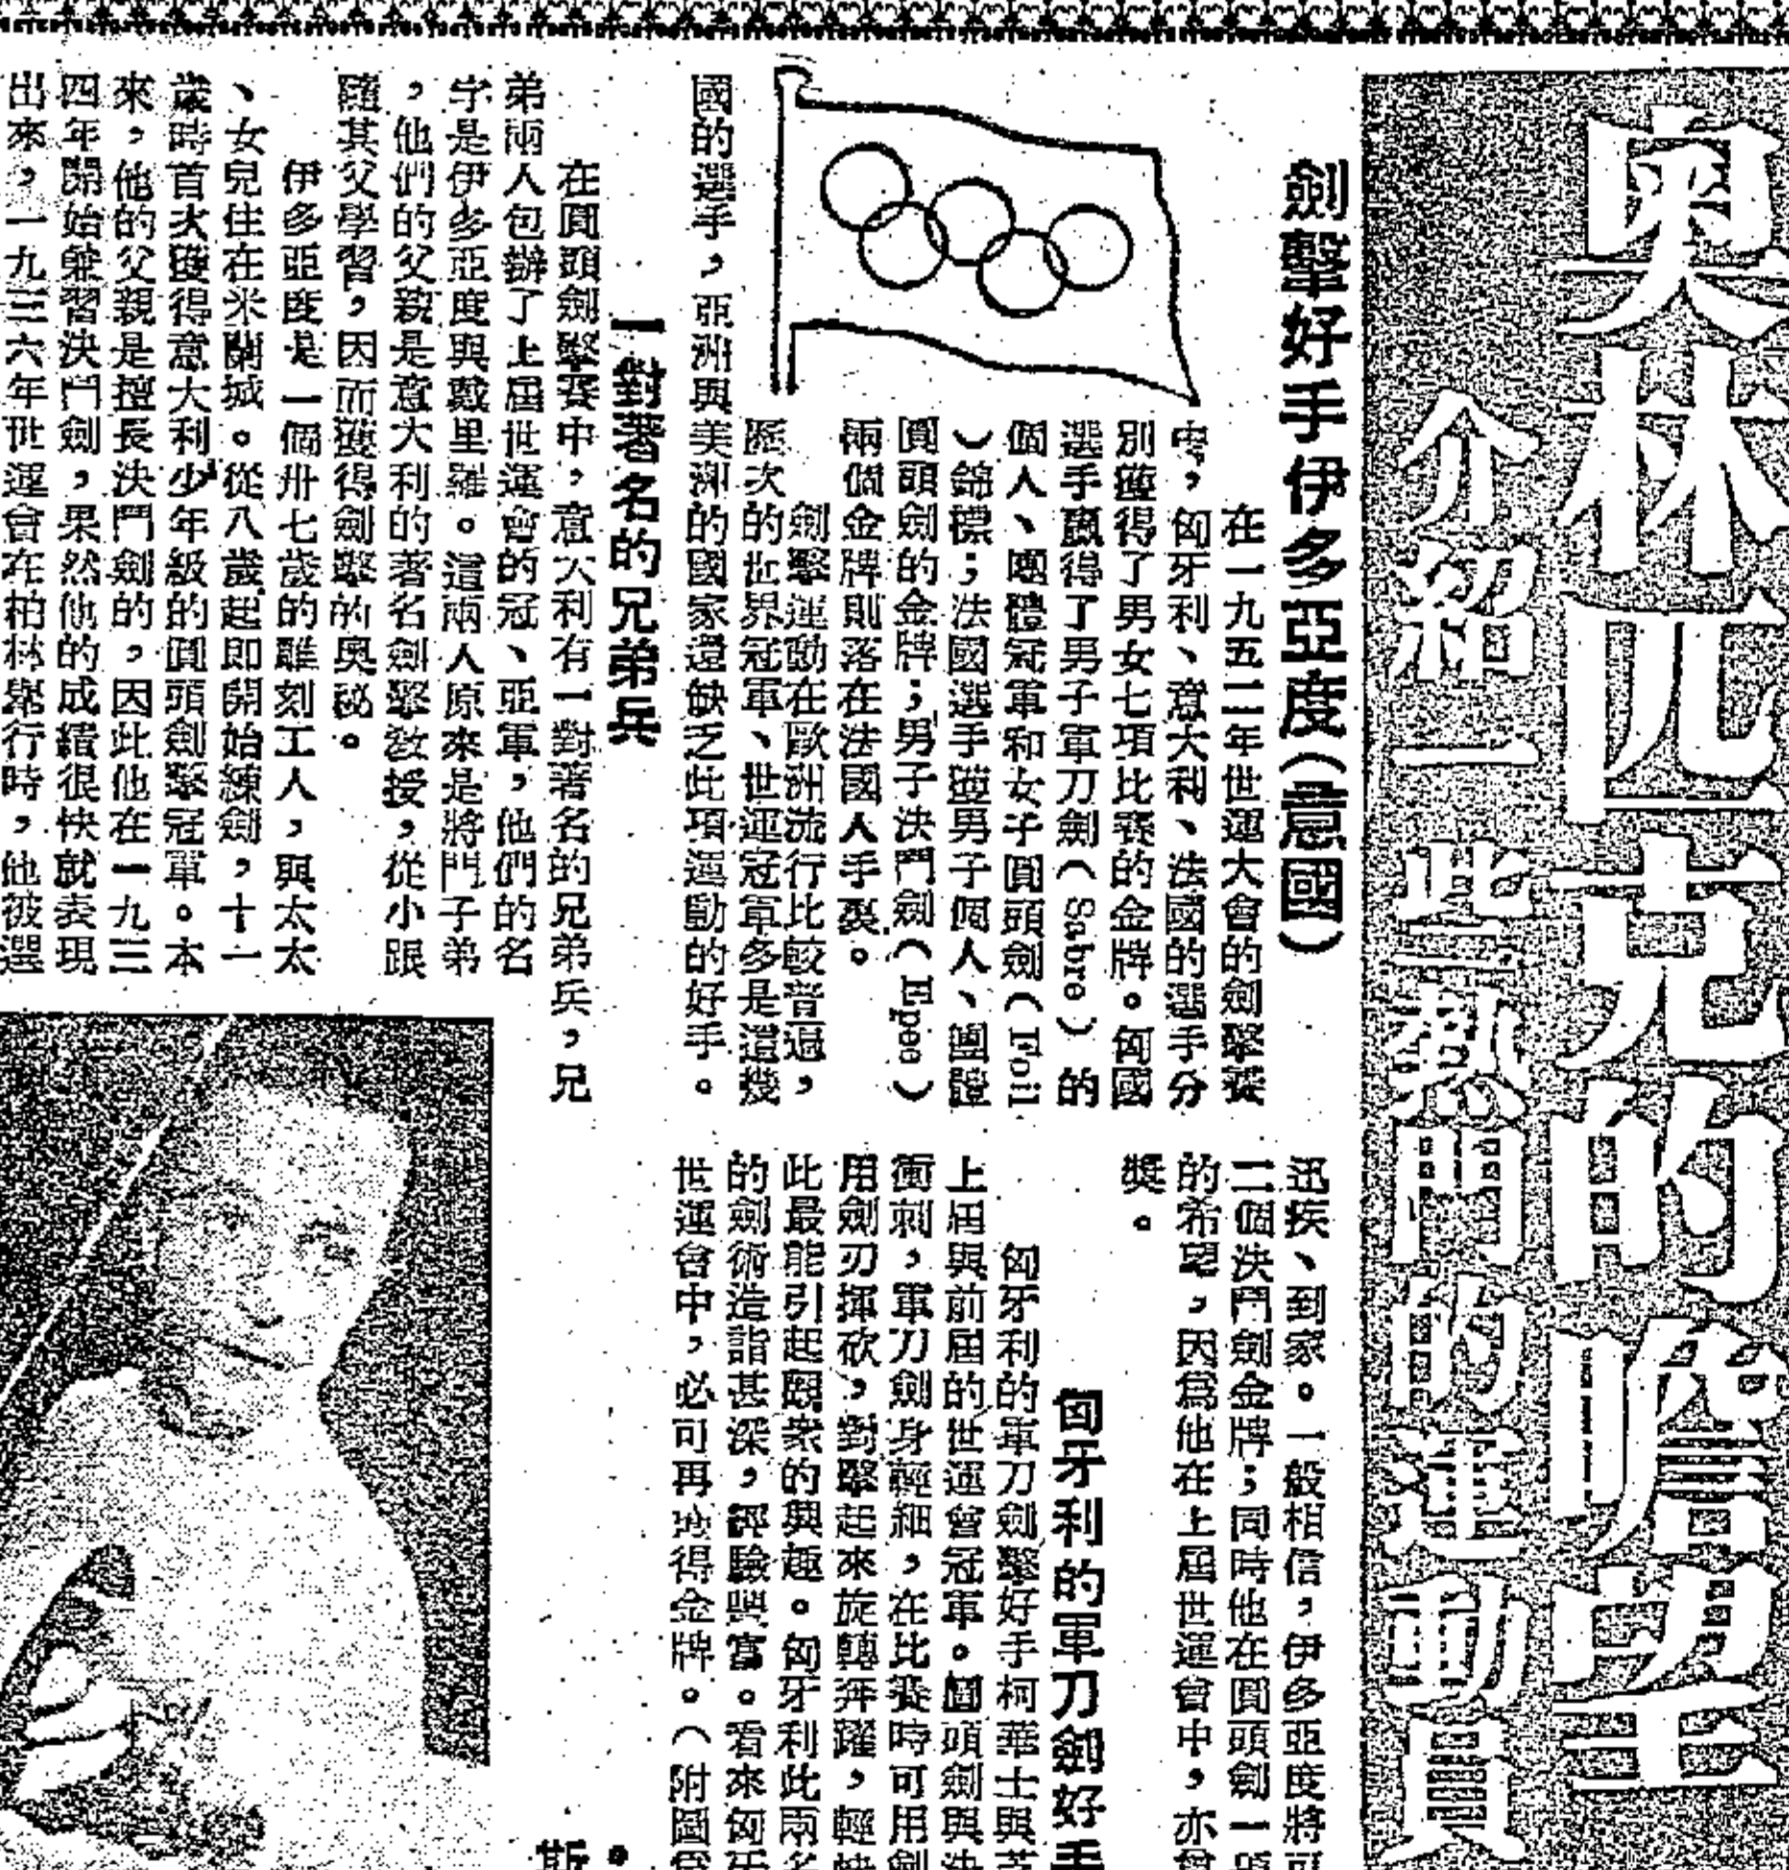 奧林匹克的瞻望
介紹一些熱門的運動員
劍擊好手伊多亞度(意國)
在一九五二年世運大會的劍擊賽
中，匈牙利、意大利、法國的選手分
別獲得了男女七項比賽的金牌。匈國
選手贏得了男子軍刀劍(Sabre)的
個人、團體冠軍和女子圓頭劍(Foil
)錦標；法國選手獲男子個人、團體
圓頭劍的金牌；男子決鬥劍(Epee)
兩個金牌則落在法國人手裏。
劍擊運動在歐洲流行比較普遍，
歷次的世界冠軍、世運冠軍多是這幾
國的選手，亞洲與美洲的國家還缺乏此項運動的好手。
一對著名的兄弟兵
在圓頭劍擊賽中，意大利有一對著名的兄弟兵，兄
弟兩人包辦了上屆世運會的冠、亞軍，他們的名
字是伊多亞度與戴里羅。這兩人原來是將門子弟
，他們的父親是意大利的著名劍擊教授，從小跟
隨其父學習，因而獲得劍擊的奧秘。
伊多亞度是一個卅七歲的雕刻工人，與太太
、女兒住在米蘭城。從八歲起即開始練劍，十一
歲時首次獲得意大利少年級的圓頭劍擊冠軍。本
來，他的父親是擅長決鬥劍的，因此他在一九三
四年開始兼習決鬥劍，果然他的成績很快就表現
出來，一九三六年世運會在柏林舉行時，他被選
迅疾、到家。一般相信，伊多亞度將可
二個決鬥劍金牌；同時他在圓頭劍一項
的希望，因為他在上屆世運會中，亦曾
獎。
匈牙利的軍刀劍好手
匈牙利的軍刀劍擊好手柯華士與
上屆與前屆的世運會冠軍。圓頭劍與決
衝刺，軍刀劍身輕細，在比賽時可用劍
用劍刃揮砍，對擊起來旋轉奔躍，輕快
此最能引起觀衆的興趣。匈牙利此兩名
的劍術造詣甚深，經驗豐富。看來匈牙
世運會中，必可再 得金牌。(附圖爲
斯